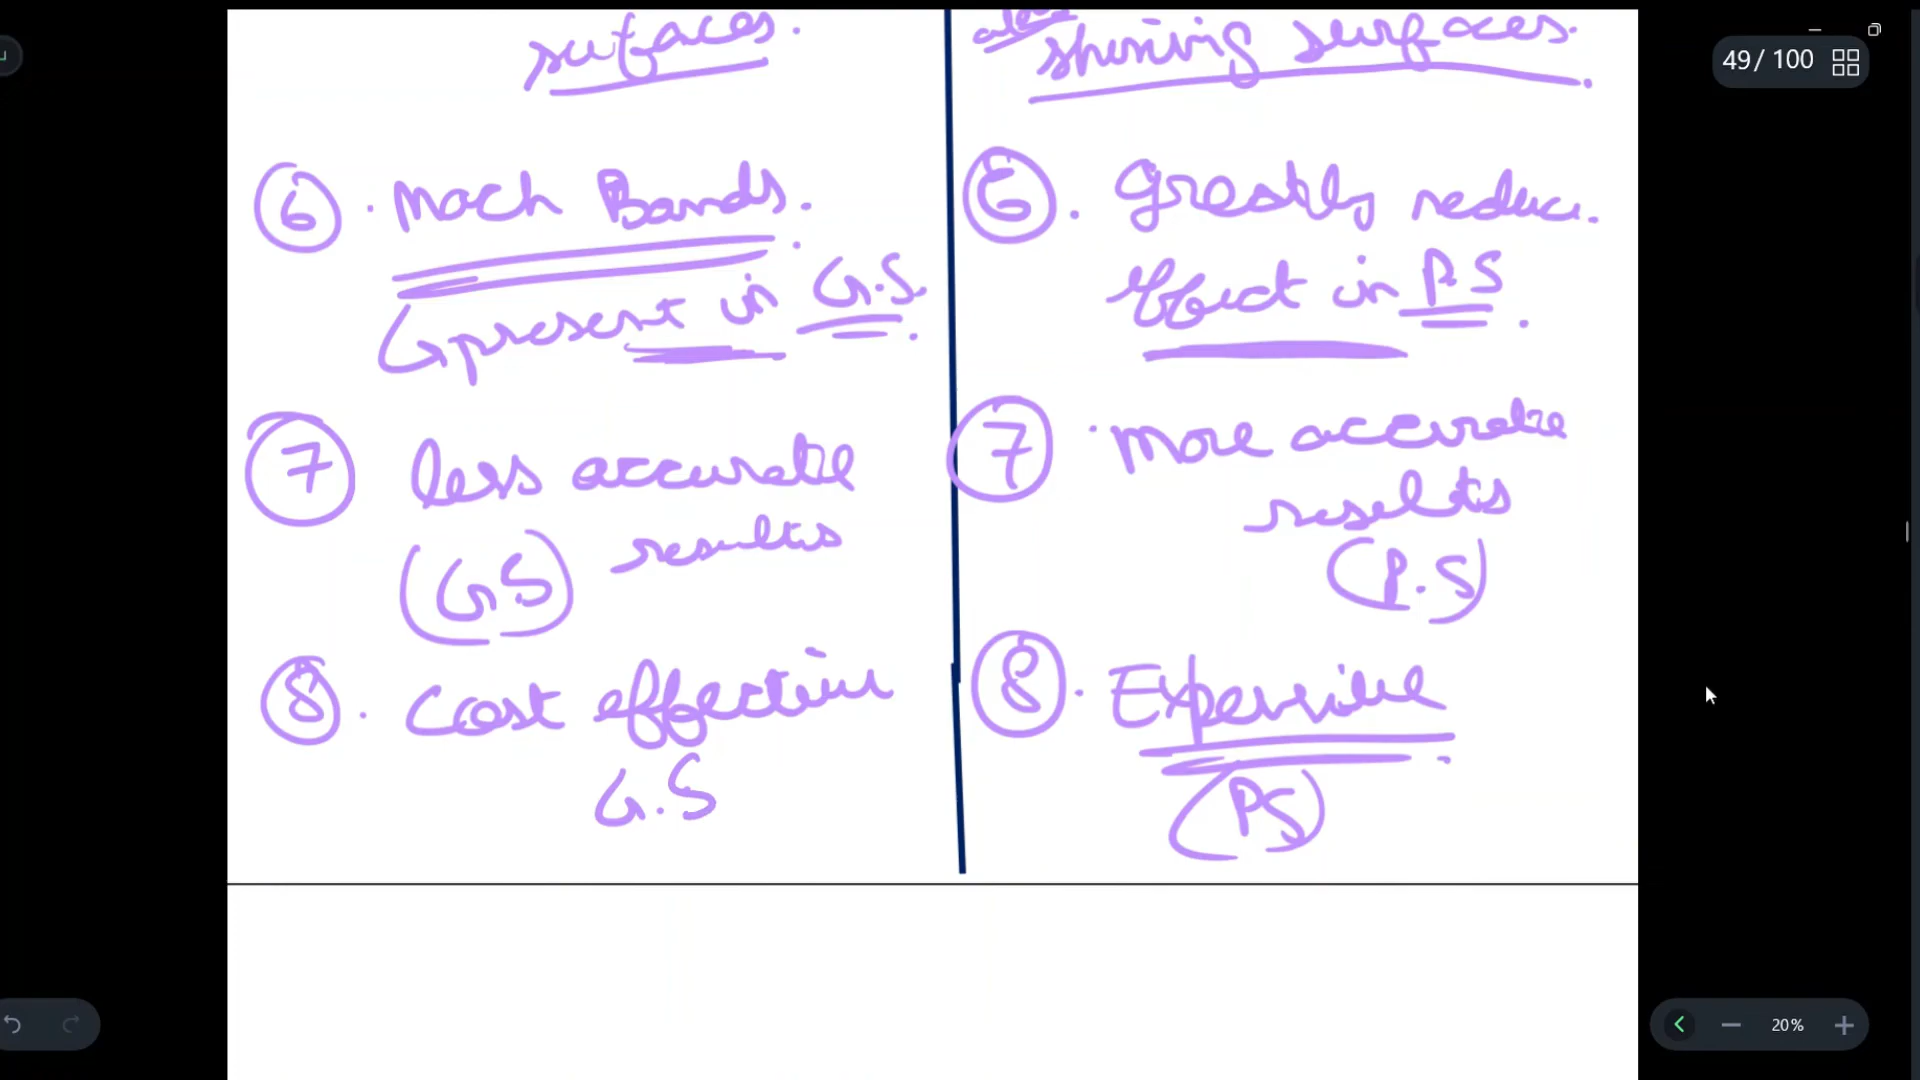 surfaces.
shining surfaces.
49 / 100
6 . Mach Bands.
↳ present in G.S.
6 . Greatly reduce.
effect in P.S
7 less accurate
results
(GS)
7 . More accurate
results
(P.S)
8 . Cost effective
G.S
8 . Expensive
(PS)
20%